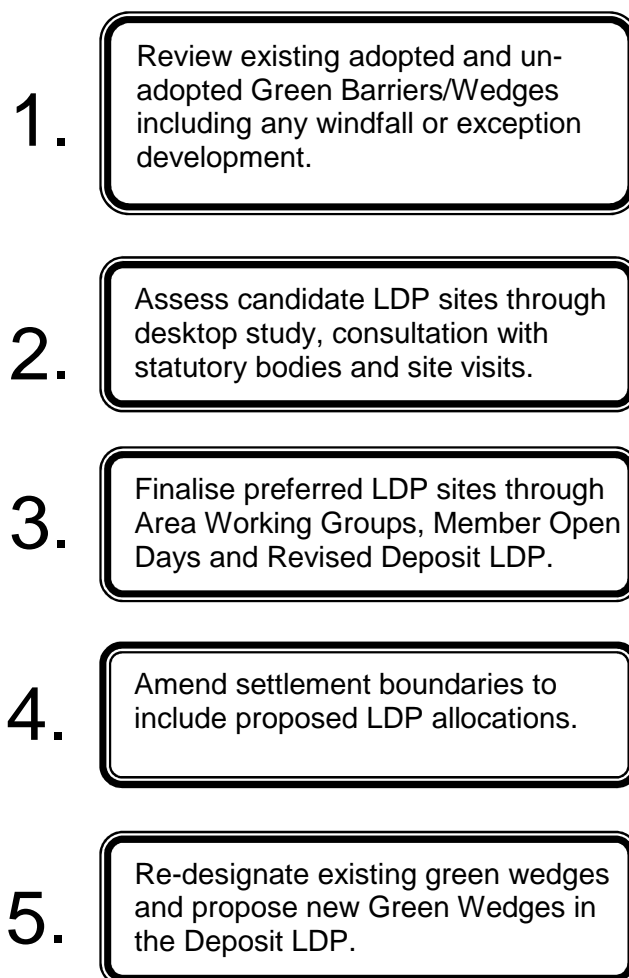 1.
Review existing adopted and un-
adopted Green Barriers/Wedges
including any windfall or exception
development.
2.
Assess candidate LDP sites through
desktop study, consultation with
statutory bodies and site visits.
3.
Finalise preferred LDP sites through
Area Working Groups, Member Open
Days and Revised Deposit LDP.
4.
Amend settlement boundaries to
include proposed LDP allocations.
5.
Re-designate existing green wedges
and propose new Green Wedges in
the Deposit LDP.